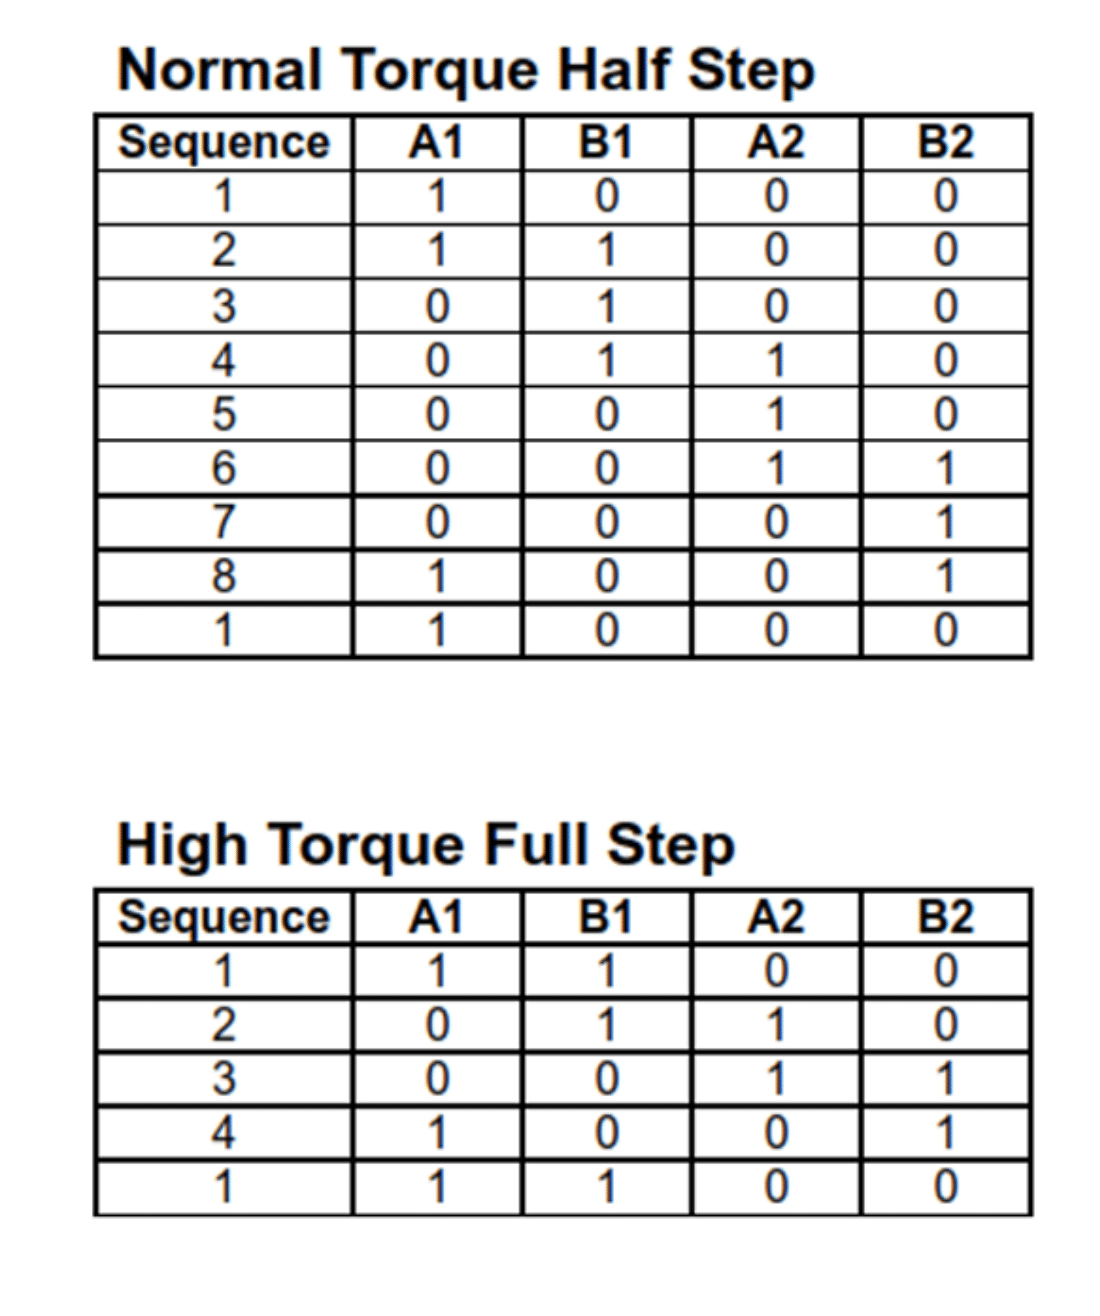 Normal Torque Half Step
Sequence A1 B1 A2 B2
1 1 0 0 0
2 1 1 0 0
3 0 1 0 0
4 0 1 1 0
5 0 0 1 0
6 0 0 1 1
7 0 0 0 1
8 1 0 0 1
1 1 0 0 0
High Torque Full Step
Sequence A1 B1 A2 B2
1 1 1 0 0
2 0 1 1 0
3 0 0 1 1
4 1 0 0 1
1 1 1 0 0